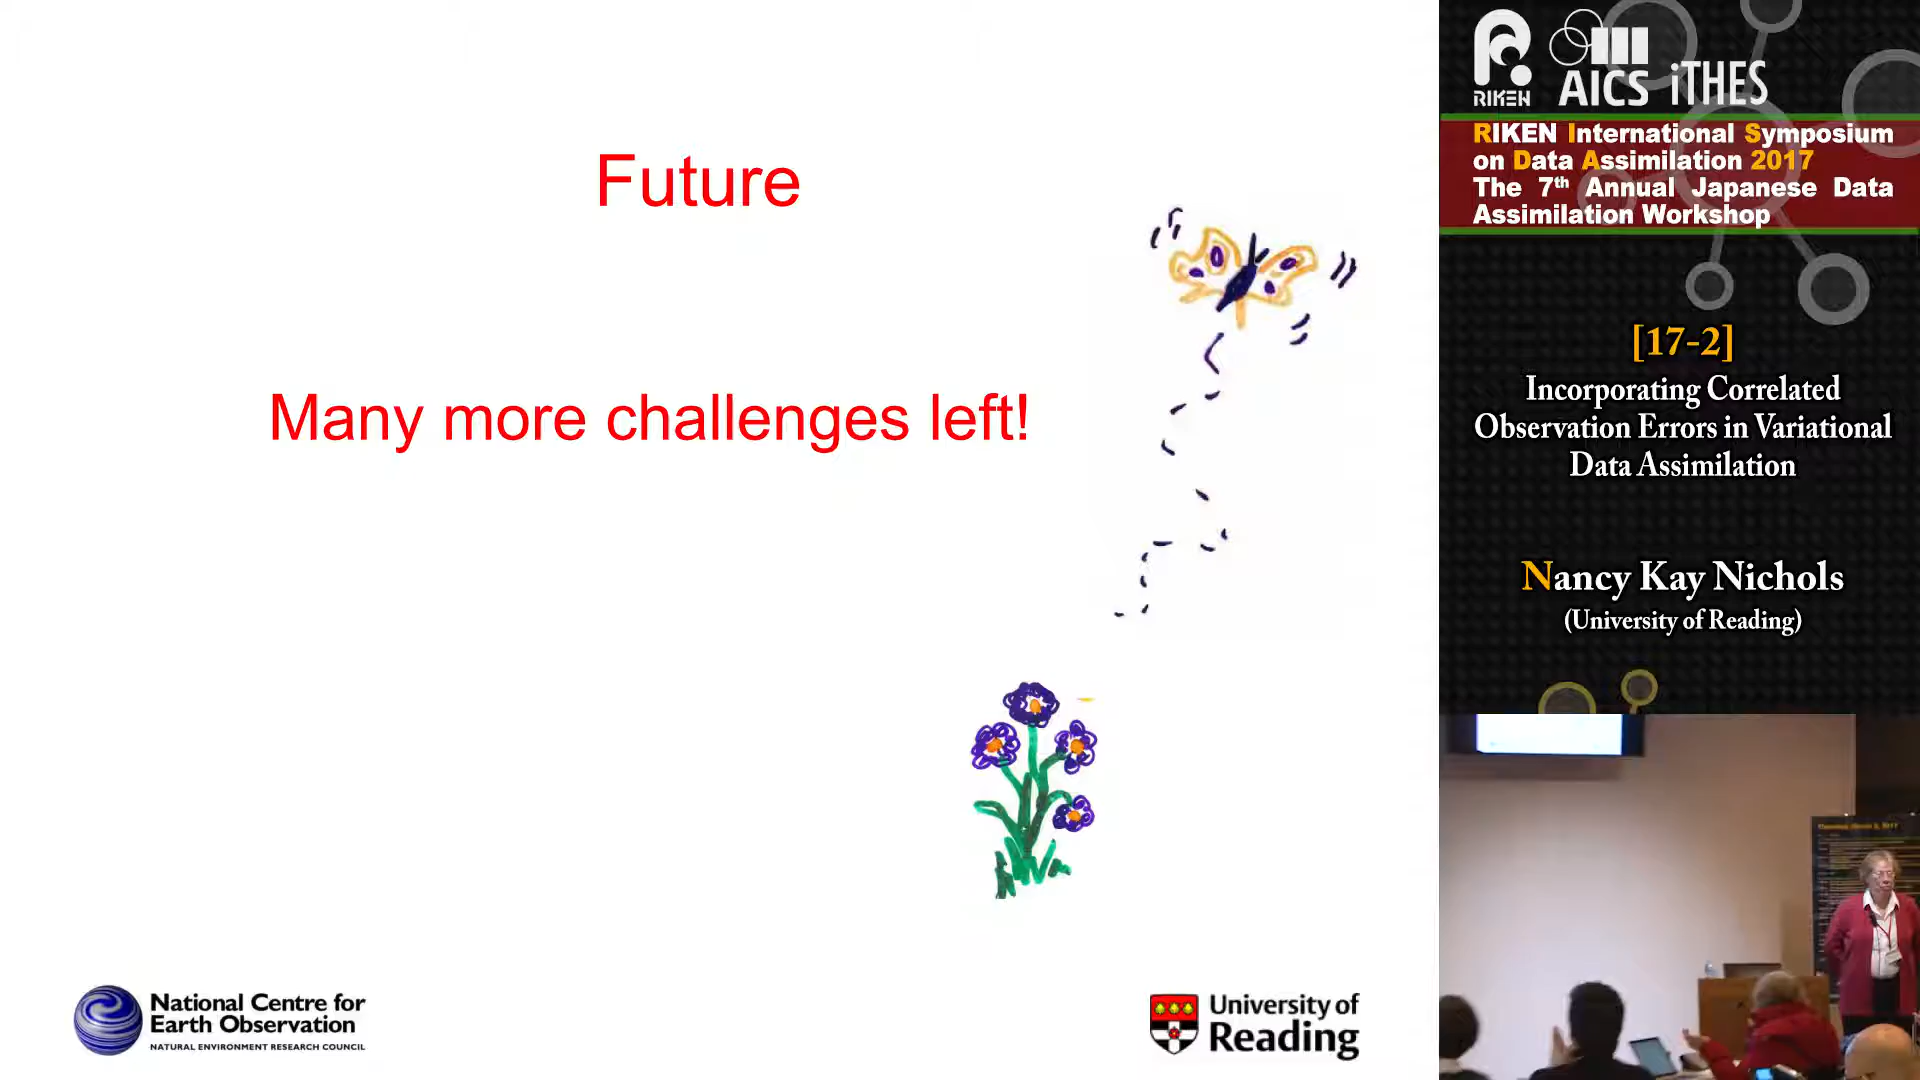 Future
Many more challenges left!
National Centre for
Earth Observation
NATURAL ENVIRONMENT RESEARCH COUNCIL
University of
Reading
RIKEN
AICS iTHES
RIKEN International Symposium
on Data Assimilation 2017
The 7th Annual Japanese Data
Assimilation Workshop
[17-2]
Incorporating Correlated
Observation Errors in Variational
Data Assimilation
Nancy Kay Nichols
(University of Reading)